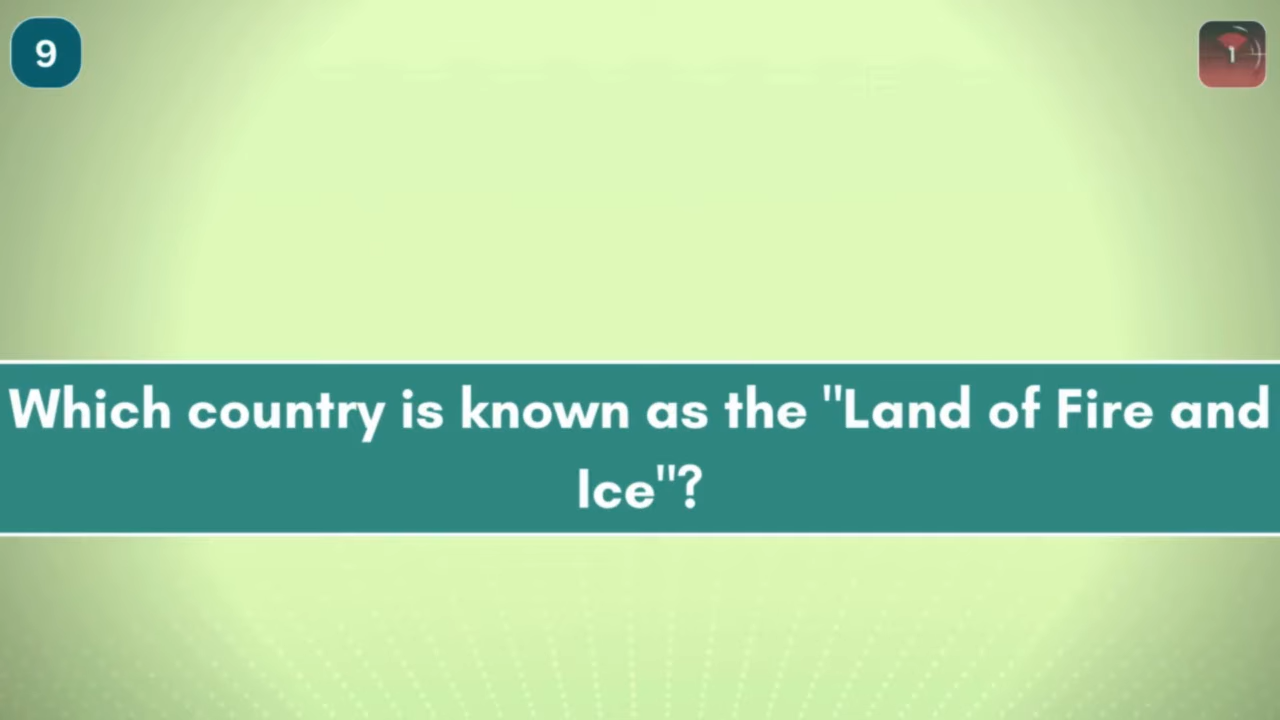 9
1
Which country is known as the "Land of Fire and
Ice"?